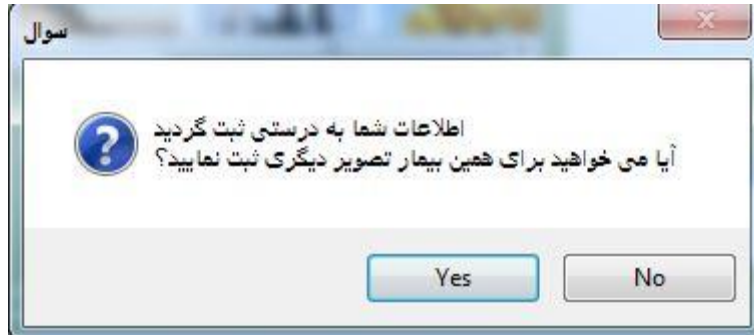 سوال
اطلاعات شما به درستی ثبت گردید
آیا می خواهید برای همین بیمار تصویر دیگری ثبت نمایید؟
Yes
No